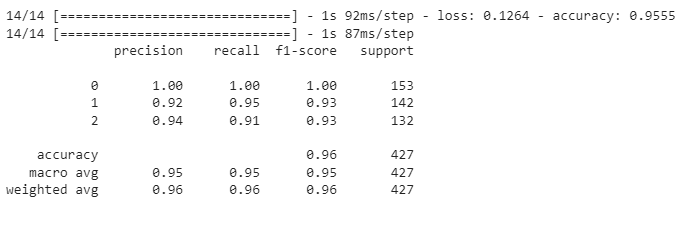 14/14 [==============================] - 1s 92ms/step - loss: 0.1264 - accuracy: 0.9555
14/14 [==============================] - 1s 87ms/step
precision recall f1-score support
0 1.00 1.00 1.00 153
1 0.92 0.95 0.93 142
2 0.94 0.91 0.93 132
accuracy 0.96 427
macro avg 0.95 0.95 0.95 427
weighted avg 0.96 0.96 0.96 427